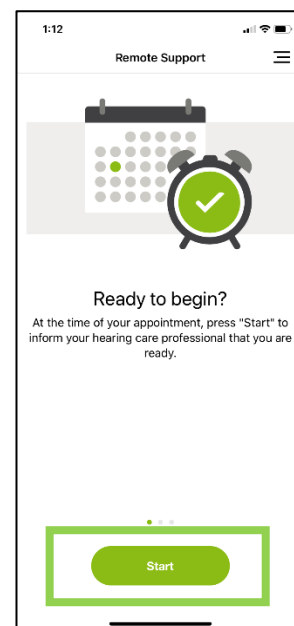 1:12
Remote Support
Ready to begin?
At the time of your appointment, press "Start" to
inform your hearing care professional that you are
ready.
Start